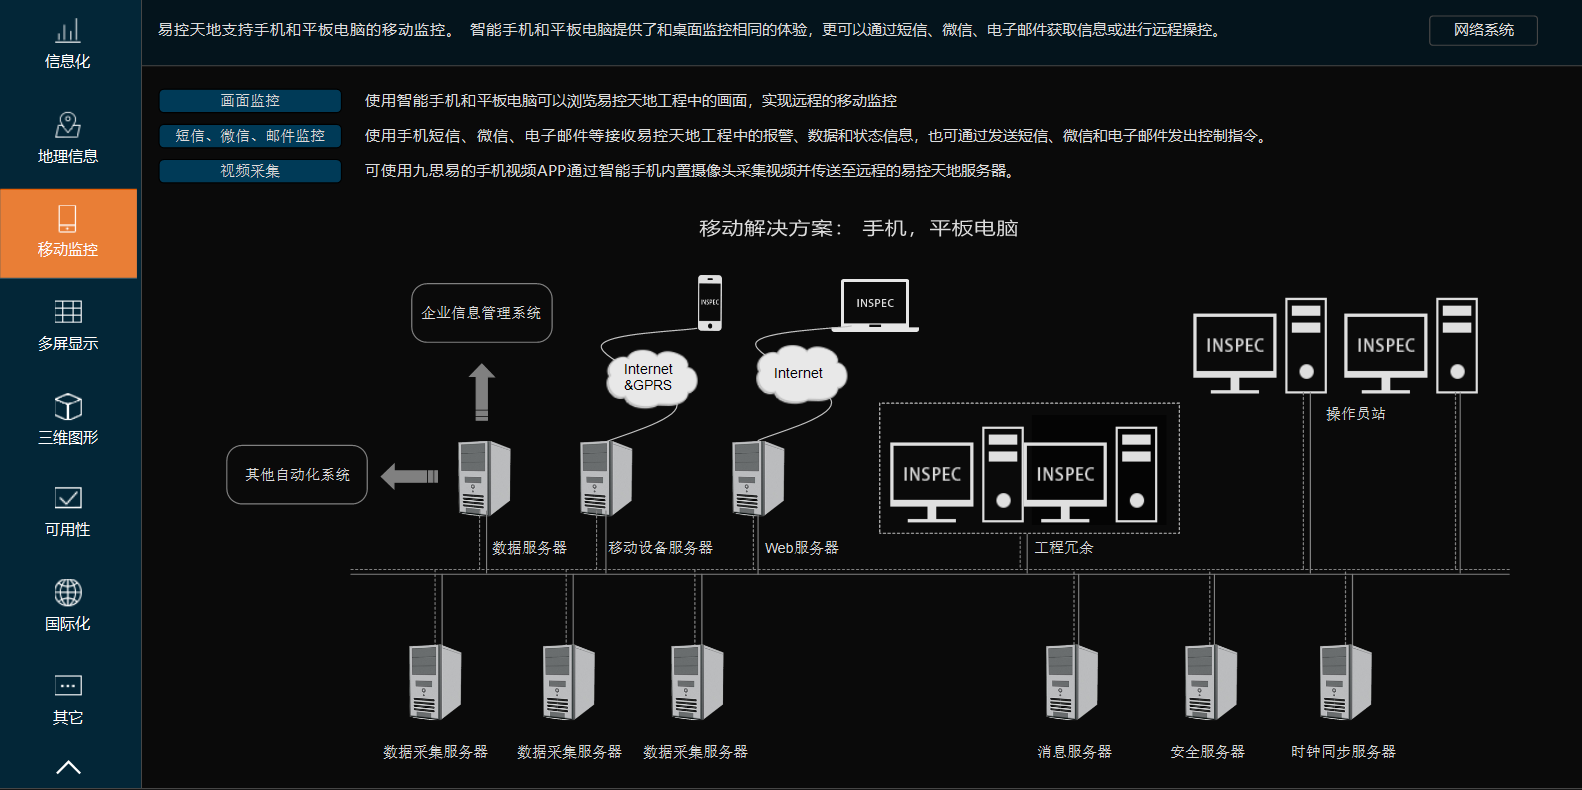 易控天地支持手机和平板电脑的移动监控。 智能手机和平板电脑提供了和桌面监控相同的体验，更可以通过短信、微信、电子邮件获取信息或进行远程操控。
网络系统
信息化
地理信息
移动监控
多屏显示
三维图形
可用性
国际化
其它
画面监控
使用智能手机和平板电脑可以浏览易控天地工程中的画面，实现远程的移动监控
短信、微信、邮件监控
使用手机短信、微信、电子邮件等接收易控天地工程中的报警、数据和状态信息，也可通过发送短信、微信和电子邮件发出控制指令。
视频采集
可使用九思易的手机视频APP通过智能手机内置摄像头采集视频并传送至远程的易控天地服务器。
移动解决方案： 手机，平板电脑
企业信息管理系统
INSPEC
INSPEC
INSPEC
INSPEC
Internet
&GPRS
Internet
操作员站
其他自动化系统
INSPEC
INSPEC
数据服务器
移动设备服务器
Web服务器
工程冗余
数据采集服务器
数据采集服务器
数据采集服务器
消息服务器
安全服务器
时钟同步服务器